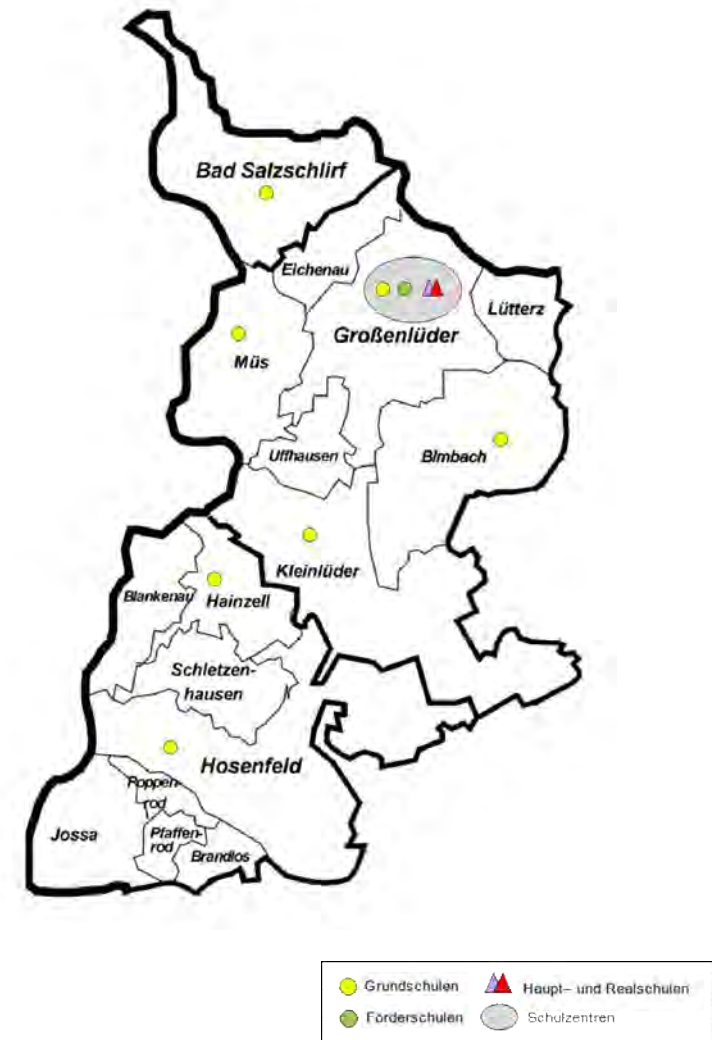 Bad Salzschlirf
Eichenau
Lütterz
Großenlüder
Müs
Uffhausen
BImbach
Kleinlüder
Blankenau
Hainzell
Schletzen-
hausen
Hosenfeld
Poppen-
rod
Jossa
Pfaffen-
rod
Brandlos
Grundschulen
Haupt- und Realschulen
Förderschulen
Schulzentren